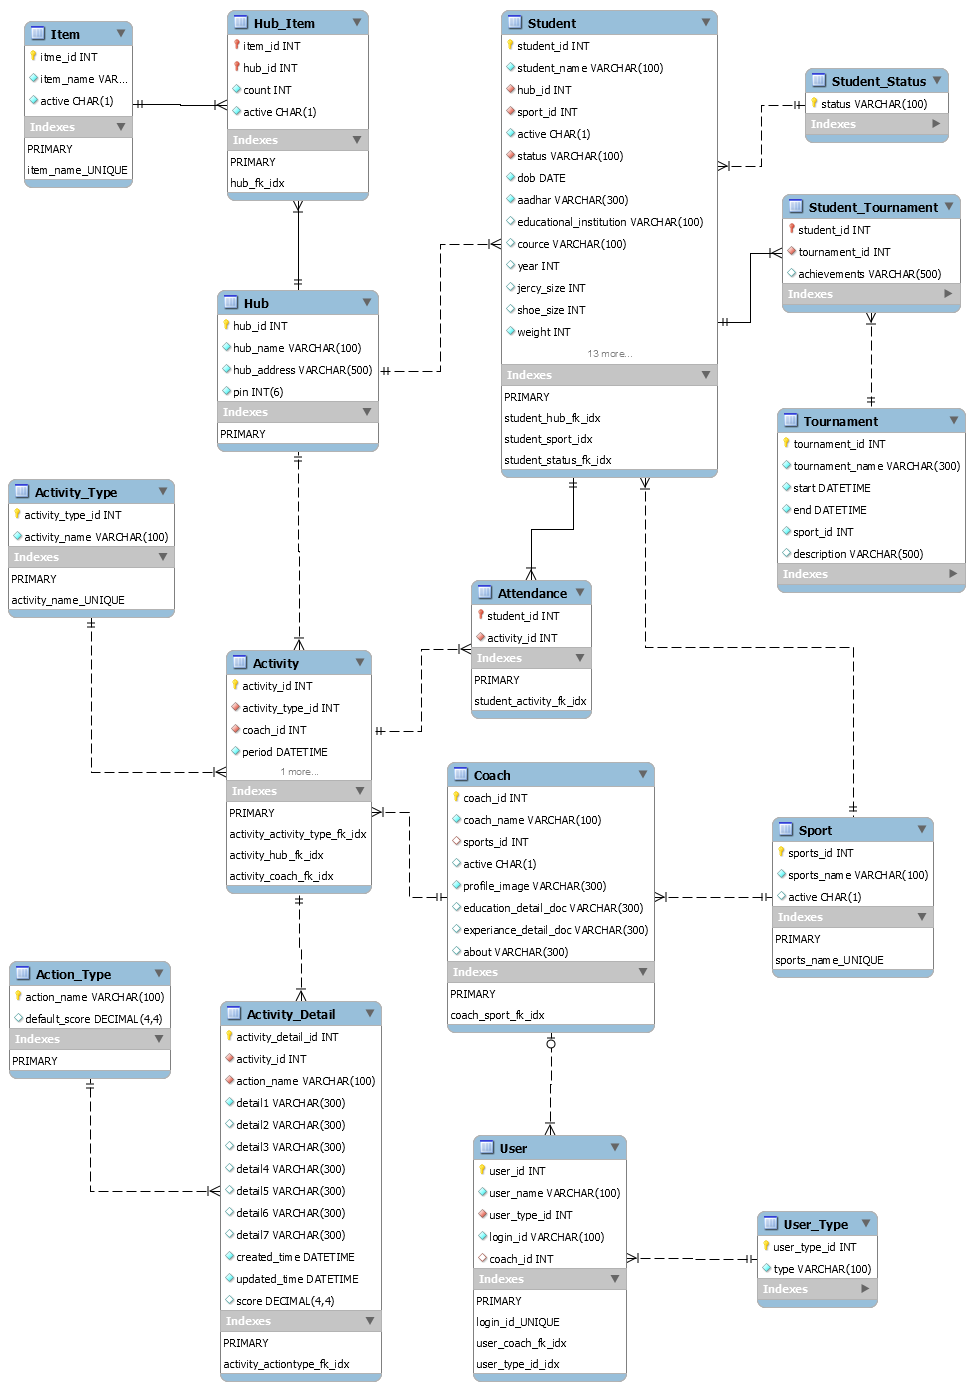 Item
itme_id INT
item_name VAR...
active CHAR(1)
Indexes
PRIMARY
item_name_UNIQUE
Hub_Item
item_id INT
hub_id INT
count INT
active CHAR(1)
Indexes
PRIMARY
hub_fk_idx
Student
student_id INT
student_name VARCHAR(100)
hub_id INT
sport_id INT
active CHAR(1)
status VARCHAR(100)
dob DATE
aadhar VARCHAR(300)
educational_institution VARCHAR(100)
cource VARCHAR(100)
year INT
jercy_size INT
shoe_size INT
weight INT
13 more...
Indexes
PRIMARY
student_hub_fk_idx
student_sport_idx
student_status_fk_idx
Student_Status
status VARCHAR(100)
Indexes
Student_Tournament
student_id INT
tournament_id INT
achievements VARCHAR(500)
Indexes
Hub
hub_id INT
hub_name VARCHAR(100)
hub_address VARCHAR(500)
pin INT(6)
Indexes
PRIMARY
Tournament
tournament_id INT
tournament_name VARCHAR(300)
start DATETIME
end DATETIME
sport_id INT
description VARCHAR(500)
Indexes
Activity_Type
activity_type_id INT
activity_name VARCHAR(100)
Indexes
PRIMARY
activity_name_UNIQUE
Attendance
student_id INT
activity_id INT
Indexes
PRIMARY
student_activity_fk_idx
Activity
activity_id INT
activity_type_id INT
coach_id INT
period DATETIME
1 more...
Indexes
PRIMARY
activity_activity_type_fk_idx
activity_hub_fk_idx
activity_coach_fk_idx
Coach
coach_id INT
coach_name VARCHAR(100)
sports_id INT
active CHAR(1)
profile_image VARCHAR(300)
education_detail_doc VARCHAR(300)
experiance_detail_doc VARCHAR(300)
about VARCHAR(300)
Indexes
PRIMARY
coach_sport_fk_idx
Sport
sports_id INT
sports_name VARCHAR(100)
active CHAR(1)
Indexes
PRIMARY
sports_name_UNIQUE
Action_Type
action_name VARCHAR(100)
default_score DECIMAL(4,4)
Indexes
PRIMARY
Activity_Detail
activity_detail_id INT
activity_id INT
action_name VARCHAR(100)
detail1 VARCHAR(300)
detail2 VARCHAR(300)
detail3 VARCHAR(300)
detail4 VARCHAR(300)
detail5 VARCHAR(300)
detail6 VARCHAR(300)
detail7 VARCHAR(300)
created_time DATETIME
updated_time DATETIME
score DECIMAL(4,4)
Indexes
PRIMARY
activity_actiontype_fk_idx
User
user_id INT
user_name VARCHAR(100)
user_type_id INT
login_id VARCHAR(100)
coach_id INT
Indexes
PRIMARY
login_id_UNIQUE
user_coach_fk_idx
user_type_id_idx
User_Type
user_type_id INT
type VARCHAR(100)
Indexes